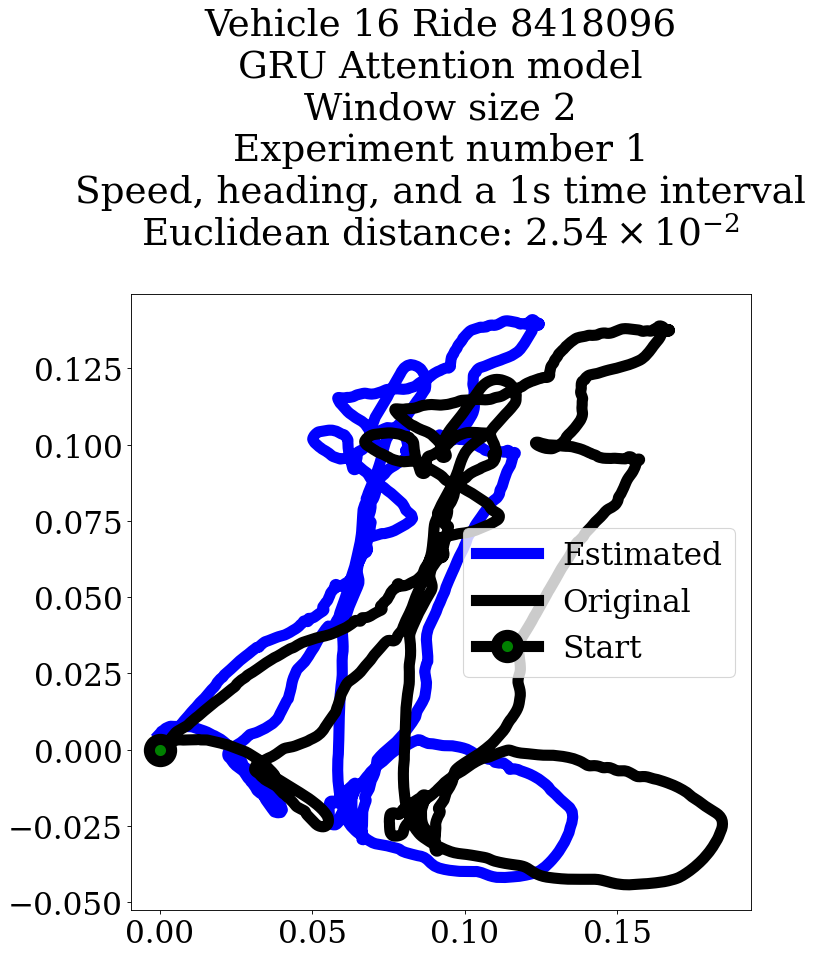 Vehicle 16 Ride 8418096
GRU Attention model
Window size 2
Experiment number 1
Speed, heading, and a 1s time interval
Euclidean distance: 2.54 × 10⁻²
0.125
0.100
0.075
0.050
0.025
0.000
−0.025
−0.050
Estimated
Original
Start
0.00 0.05 0.10 0.15